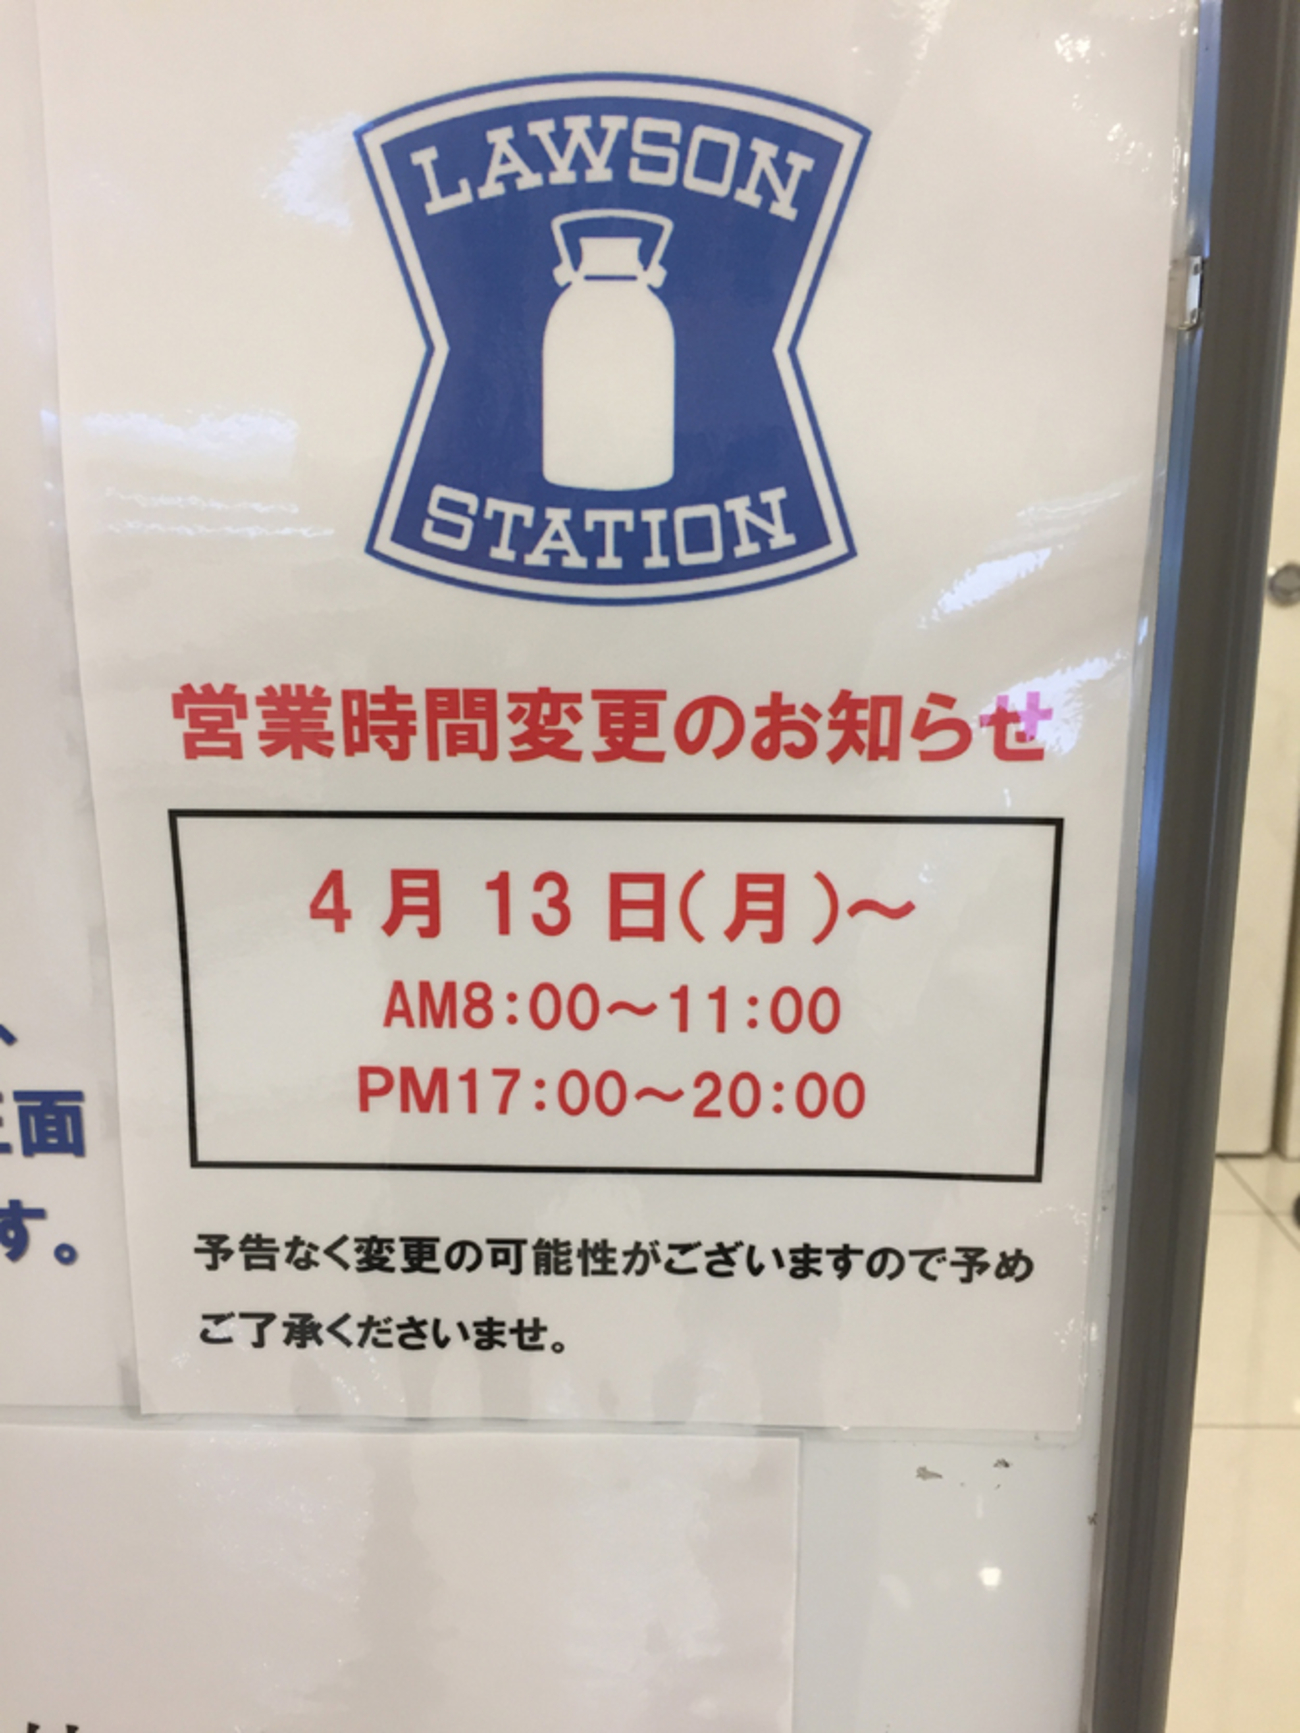 LAWSON
STATION
営業時間変更のお知らせ
4月13日(月)～
AM8:00～11:00
PM17:00～20:00
予告なく変更の可能性がございますので予め
ご了承くださいませ。
、
面
す。